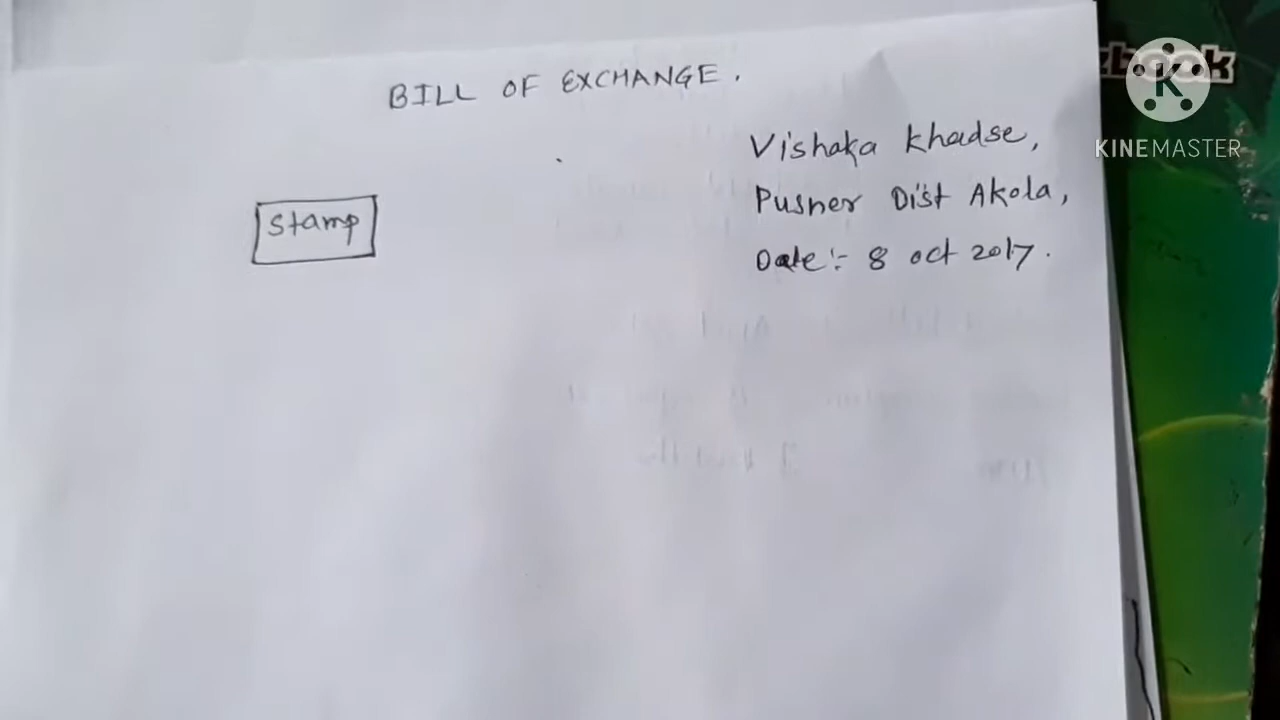 BILL OF EXCHANGE.
Vishaka Khadse,
Stamp
Pusner Dist Akola,
Date:- 8 oct 2017.
KINEMASTER